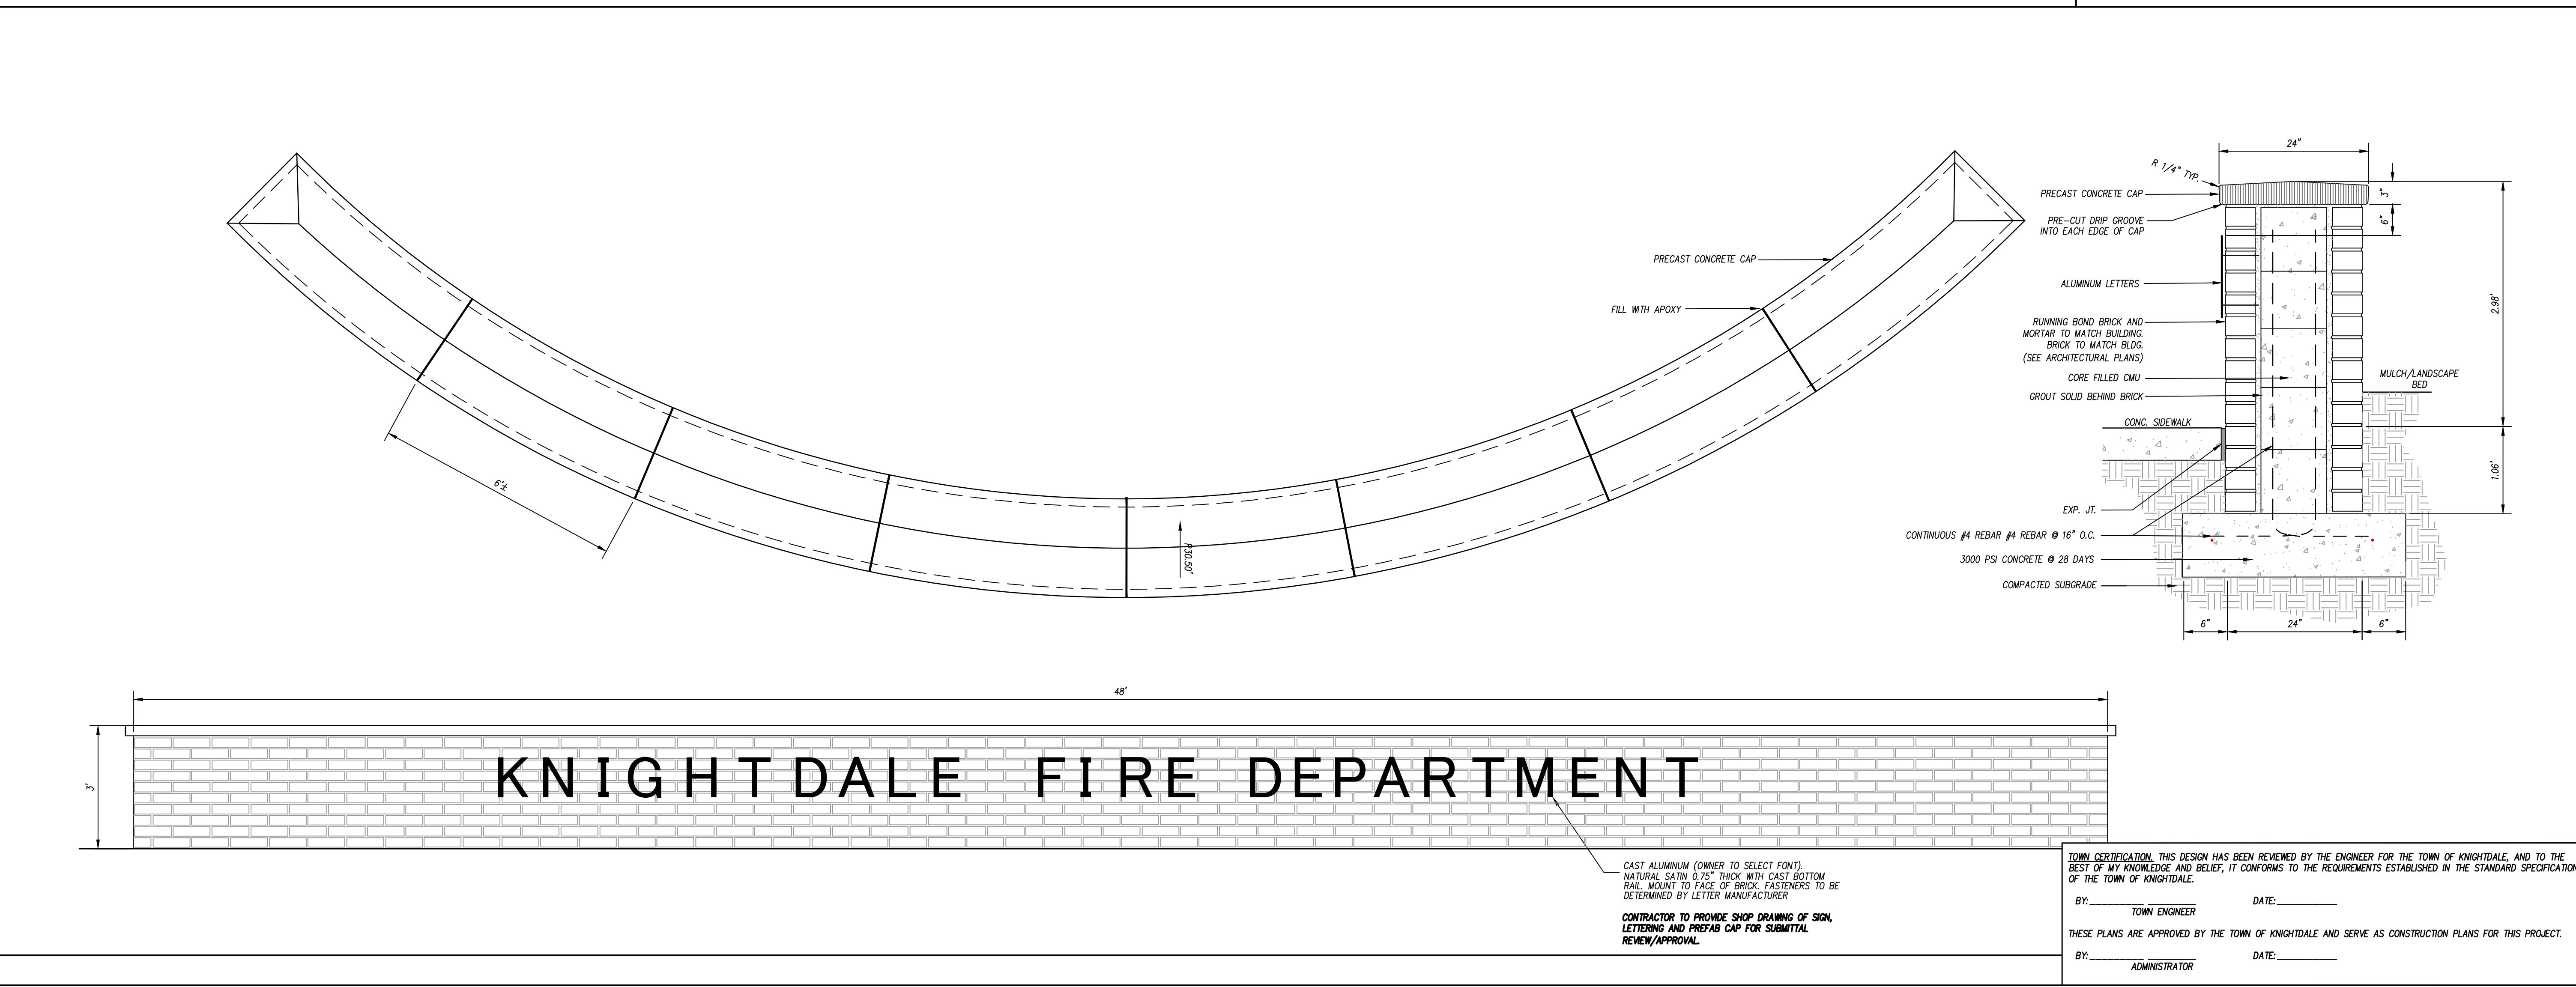 24"
R 1/4" TYP.
PRECAST CONCRETE CAP
3"
PRE-CUT DRIP GROOVE
INTO EACH EDGE OF CAP
6"
PRECAST CONCRETE CAP
ALUMINUM LETTERS
2.98'
FILL WITH APOXY
RUNNING BOND BRICK AND
MORTAR TO MATCH BUILDING.
BRICK TO MATCH BLDG.
(SEE ARCHITECTURAL PLANS)
CORE FILLED CMU
MULCH/LANDSCAPE
BED
GROUT SOLID BEHIND BRICK
CONC. SIDEWALK
1.06'
6'±
EXP. JT.
CONTINUOUS #4 REBAR #4 REBAR @ 16" O.C.
R30.50'
3000 PSI CONCRETE @ 28 DAYS
COMPACTED SUBGRADE
6"
24"
6"
48'
3'
KNIGHTDALE FIRE DEPARTMENT
CAST ALUMINUM (OWNER TO SELECT FONT).
NATURAL SATIN 0.75" THICK WITH CAST BOTTOM
RAIL. MOUNT TO FACE OF BRICK. FASTENERS TO BE
DETERMINED BY LETTER MANUFACTURER
CONTRACTOR TO PROVIDE SHOP DRAWING OF SIGN,
LETTERING AND PREFAB CAP FOR SUBMITTAL
REVIEW/APPROVAL.
TOWN CERTIFICATION. THIS DESIGN HAS BEEN REVIEWED BY THE ENGINEER FOR THE TOWN OF KNIGHTDALE, AND TO THE
BEST OF MY KNOWLEDGE AND BELIEF, IT CONFORMS TO THE REQUIREMENTS ESTABLISHED IN THE STANDARD SPECIFICATION
OF THE TOWN OF KNIGHTDALE.
BY: _________ ________ DATE: __________
TOWN ENGINEER
THESE PLANS ARE APPROVED BY THE TOWN OF KNIGHTDALE AND SERVE AS CONSTRUCTION PLANS FOR THIS PROJECT.
BY: _________ ________ DATE: __________
ADMINISTRATOR